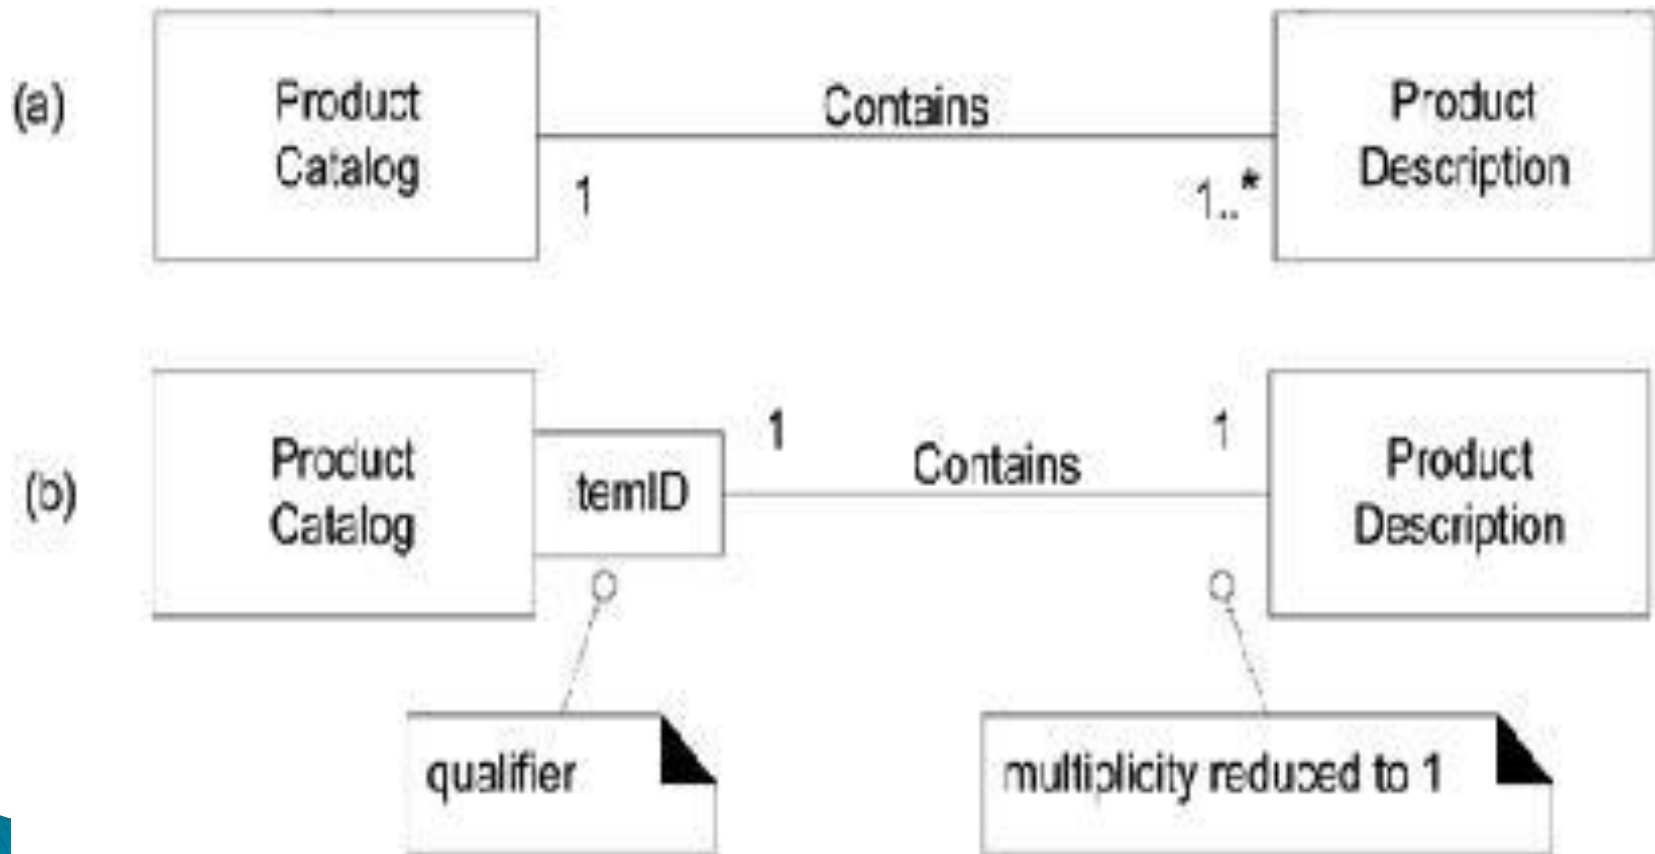 (a)
Product
Catalog
Contains
1
1..*
Product
Description
(b)
Product
Catalog
temID
1
Contains
1
Product
Description
qualifier
multiplicity reduced to 1